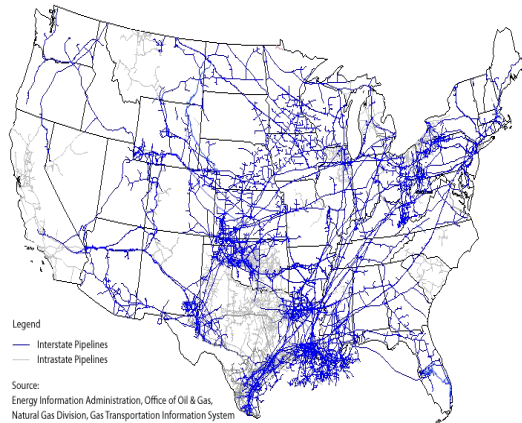 Legend
Interstate Pipelines
Intrastate Pipelines
Source:
Energy Information Administration, Office of Oil & Gas,
Natural Gas Division, Gas Transportation Information System